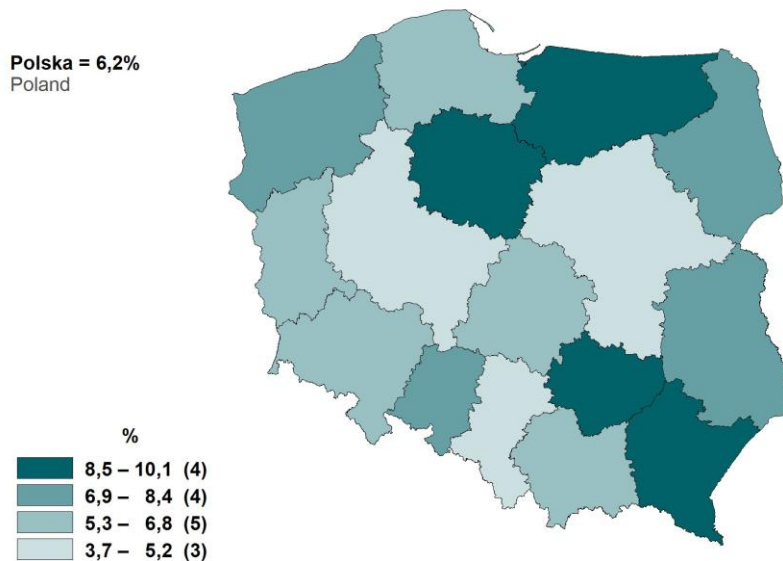 Polska = 6,2%
Poland
%
8,5 – 10,1 (4)
6,9 – 8,4 (4)
5,3 – 6,8 (5)
3,7 – 5,2 (3)